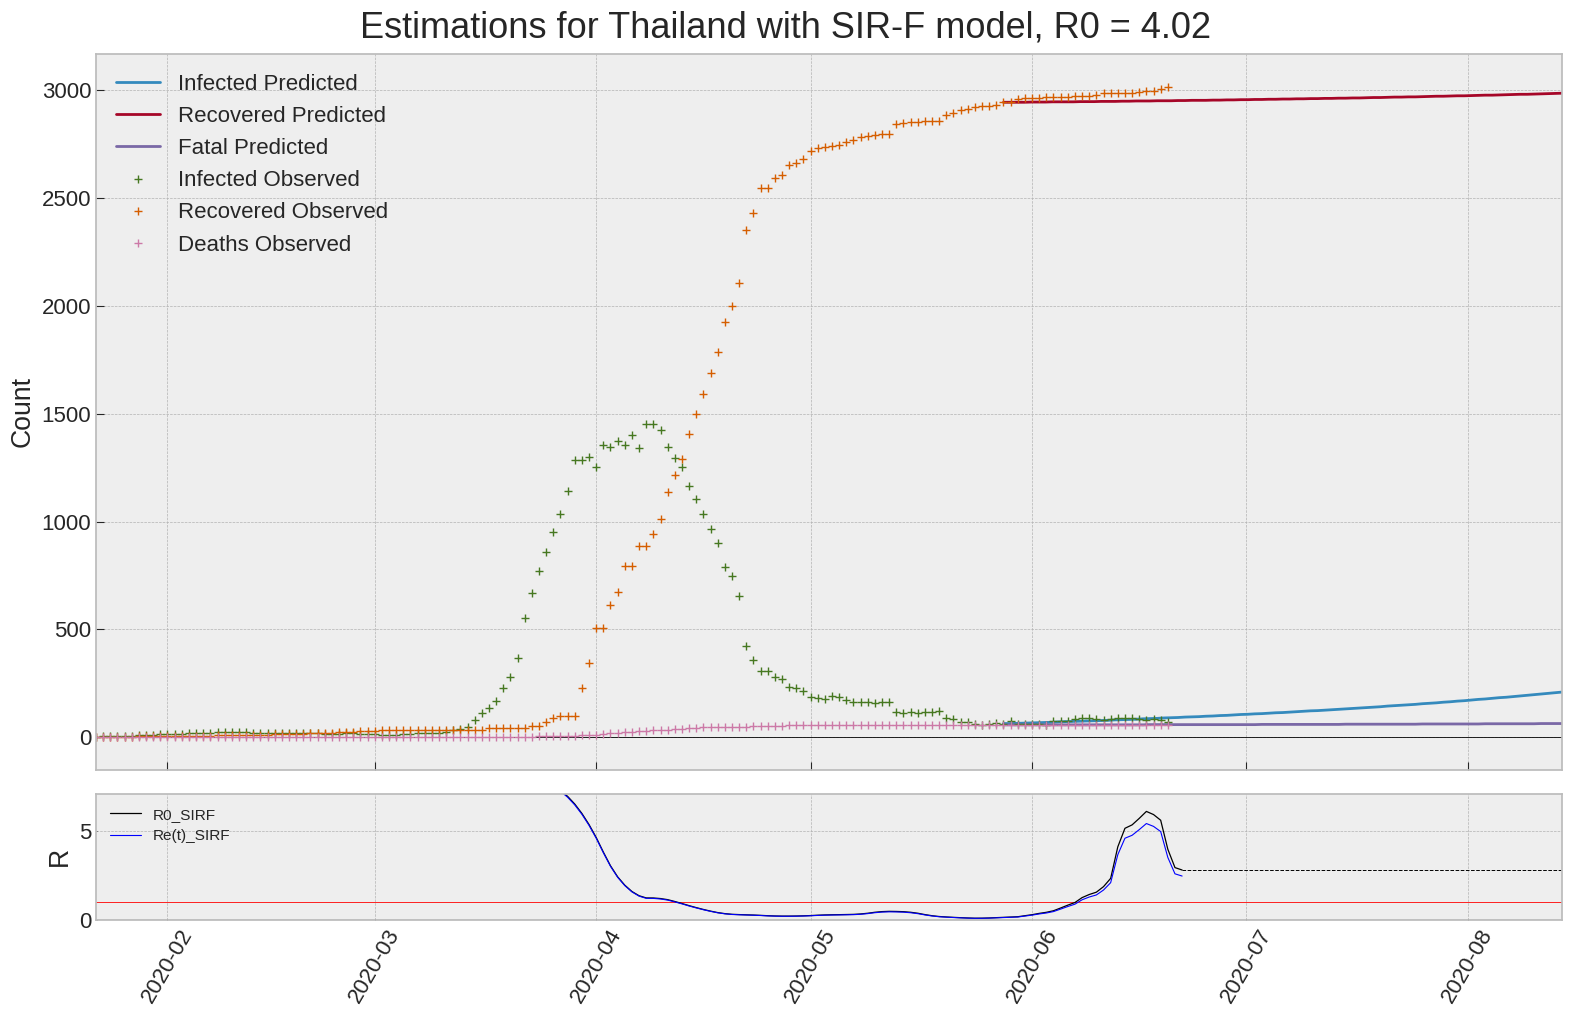 Estimations for Thailand with SIR-F model, R0 = 4.02
Infected Predicted
Recovered Predicted
Fatal Predicted
Infected Observed
Recovered Observed
Deaths Observed
3000
2500
2000
1500
1000
500
0
Count
R0_SIRF
Re(t)_SIRF
5
0
R
2020-02
2020-03
2020-04
2020-05
2020-06
2020-07
2020-08